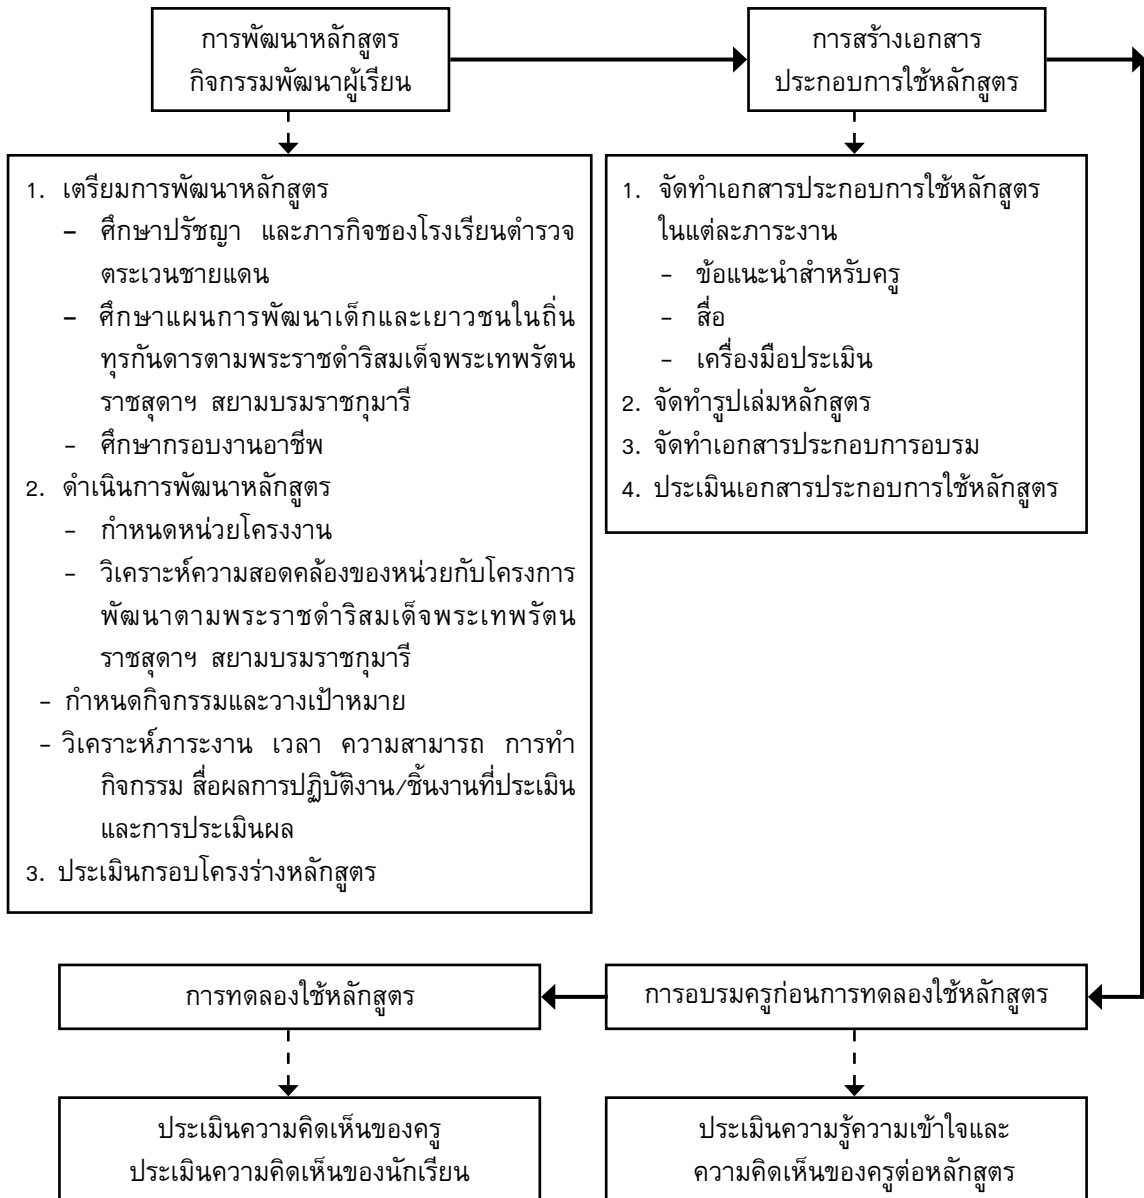 การพัฒนาหลักสูตร
กิจกรรมพัฒนาผู้เรียน
การสร้างเอกสาร
ประกอบการใช้หลักสูตร
1. เตรียมการพัฒนาหลักสูตร
– ศึกษาปรัชญา และภารกิจชองโรงเรียนตำรวจ
ตระเวนชายแดน
– ศึกษาแผนการพัฒนาเด็กและเยาวชนในถิ่น
ทุรกันดารตามพระราชดำริสมเด็จพระเทพรัตน
ราชสุดาฯ สยามบรมราชกุมารี
– ศึกษากรอบงานอาชีพ
2. ดำเนินการพัฒนาหลักสูตร
– กำหนดหน่วยโครงงาน
– วิเคราะห์ความสอดคล้องของหน่วยกับโครงการ
พัฒนาตามพระราชดำริสมเด็จพระเทพรัตน
ราชสุดาฯ สยามบรมราชกุมารี
– กำหนดกิจกรรมและวางเป้าหมาย
– วิเคราะห์ภาระงาน เวลา ความสามารถ การทำ
กิจกรรม สื่อผลการปฏิบัติงาน/ชิ้นงานที่ประเมิน
และการประเมินผล
3. ประเมินกรอบโครงร่างหลักสูตร
1. จัดทำเอกสารประกอบการใช้หลักสูตร
ในแต่ละภาระงาน
– ข้อแนะนำสำหรับครู
– สื่อ
– เครื่องมือประเมิน
2. จัดทำรูปเล่มหลักสูตร
3. จัดทำเอกสารประกอบการอบรม
4. ประเมินเอกสารประกอบการใช้หลักสูตร
การทดลองใช้หลักสูตร
การอบรมครูก่อนการทดลองใช้หลักสูตร
ประเมินความคิดเห็นของครู
ประเมินความคิดเห็นของนักเรียน
ประเมินความรู้ความเข้าใจและ
ความคิดเห็นของครูต่อหลักสูตร